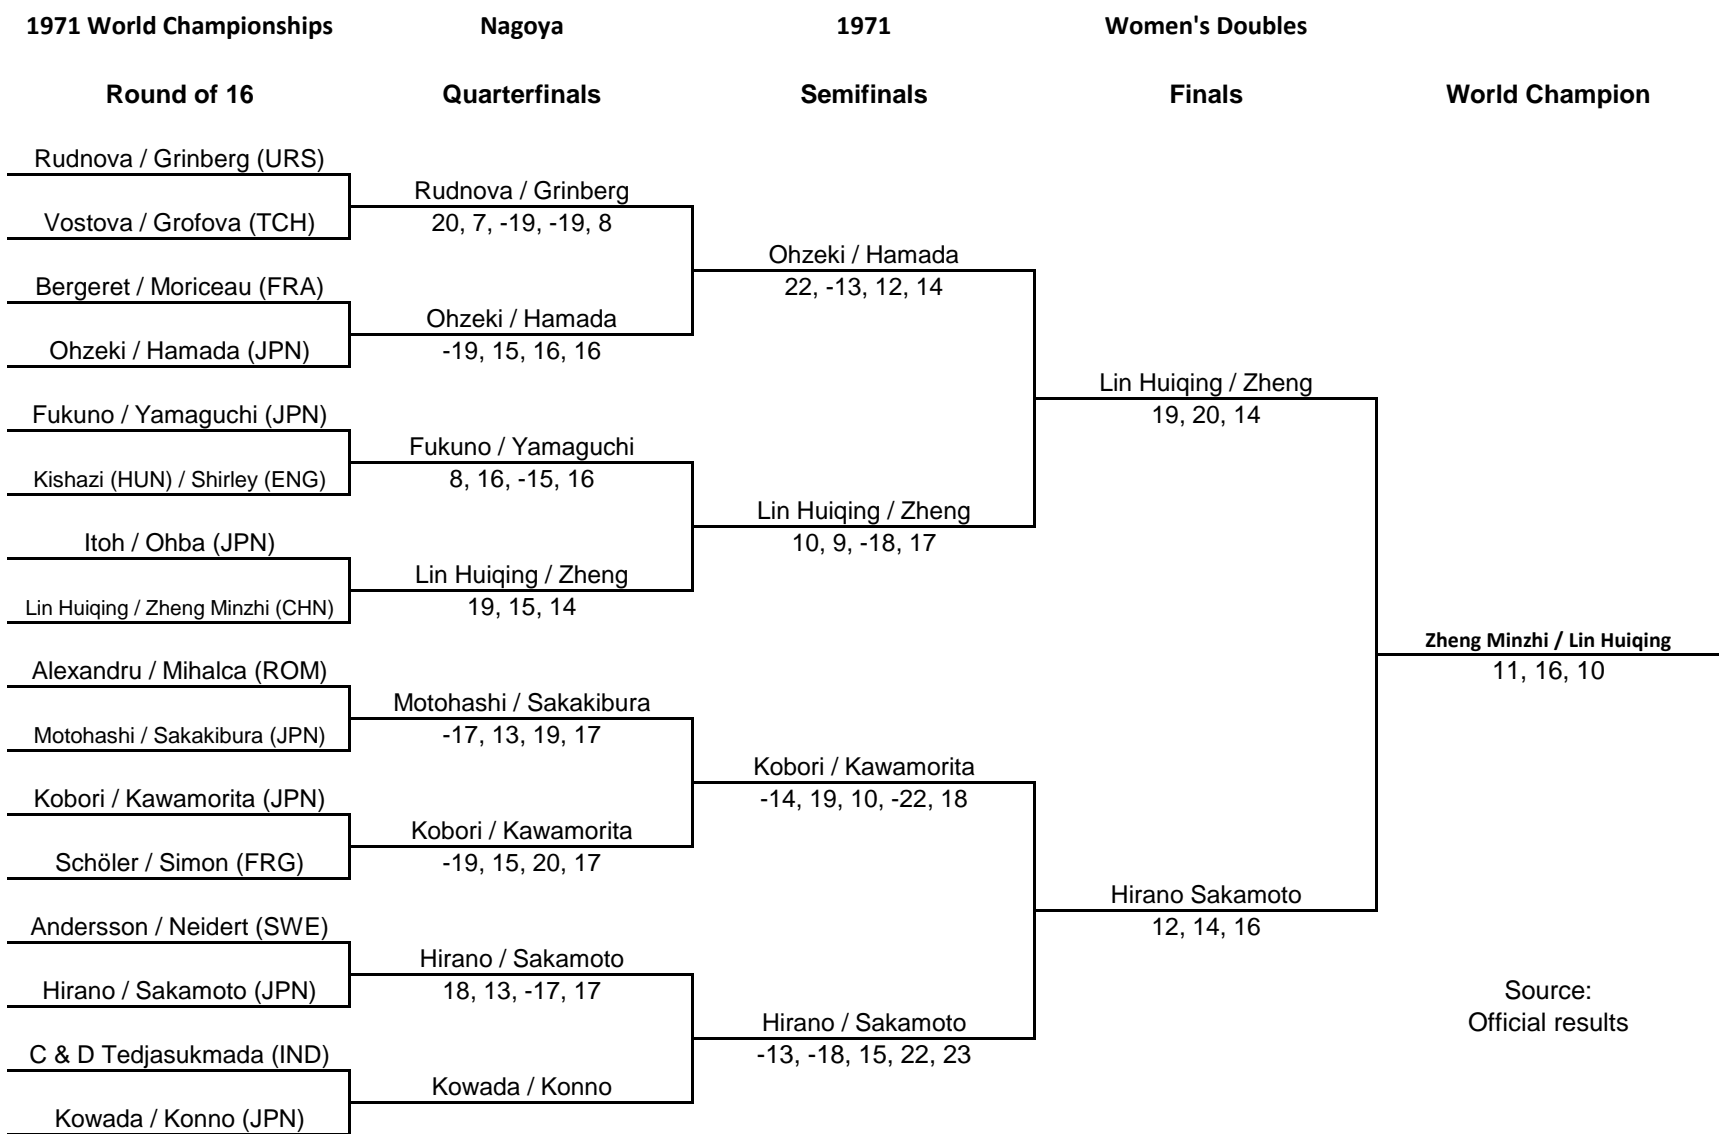 1971 World Championships Nagoya 1971 Women's Doubles
Round of 16 Quarterfinals Semifinals Finals World Champion
Rudnova / Grinberg (URS)
Rudnova / Grinberg
Vostova / Grofova (TCH) 20, 7, -19, -19, 8
Ohzeki / Hamada
Bergeret / Moriceau (FRA) 22, -13, 12, 14
Ohzeki / Hamada
Ohzeki / Hamada (JPN) -19, 15, 16, 16
Lin Huiqing / Zheng
Fukuno / Yamaguchi (JPN) 19, 20, 14
Fukuno / Yamaguchi
Kishazi (HUN) / Shirley (ENG) 8, 16, -15, 16
Lin Huiqing / Zheng
Itoh / Ohba (JPN) 10, 9, -18, 17
Lin Huiqing / Zheng
Lin Huiqing / Zheng Minzhi (CHN) 19, 15, 14
Zheng Minzhi / Lin Huiqing
Alexandru / Mihalca (ROM) 11, 16, 10
Motohashi / Sakakibura
Motohashi / Sakakibura (JPN) -17, 13, 19, 17
Kobori / Kawamorita
Kobori / Kawamorita (JPN) -14, 19, 10, -22, 18
Kobori / Kawamorita
Schöler / Simon (FRG) -19, 15, 20, 17
Hirano Sakamoto
Andersson / Neidert (SWE) 12, 14, 16
Hirano / Sakamoto
Hirano / Sakamoto (JPN) 18, 13, -17, 17 Source:
Hirano / Sakamoto Official results
C & D Tedjasukmada (IND) -13, -18, 15, 22, 23
Kowada / Konno
Kowada / Konno (JPN)